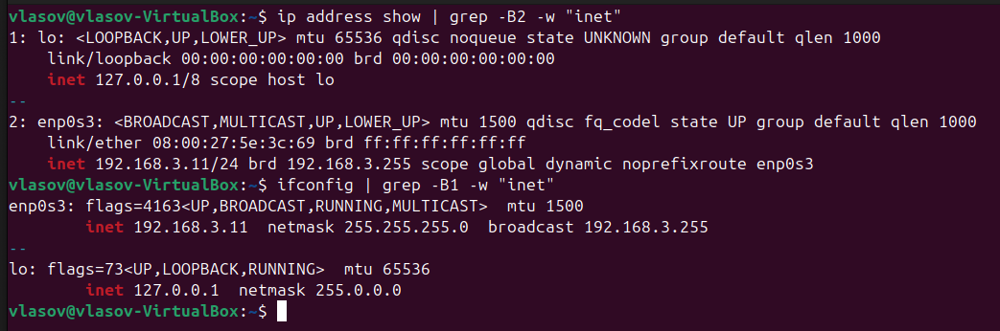 vlasov@vlasov-VirtualBox:~$ ip address show | grep -B2 -w "inet"
1: lo: <LOOPBACK,UP,LOWER_UP> mtu 65536 qdisc noqueue state UNKNOWN group default qlen 1000
    link/loopback 00:00:00:00:00:00 brd 00:00:00:00:00:00
    inet 127.0.0.1/8 scope host lo
--
2: enp0s3: <BROADCAST,MULTICAST,UP,LOWER_UP> mtu 1500 qdisc fq_codel state UP group default qlen 1000
    link/ether 08:00:27:5e:3c:69 brd ff:ff:ff:ff:ff:ff
    inet 192.168.3.11/24 brd 192.168.3.255 scope global dynamic noprefixroute enp0s3
vlasov@vlasov-VirtualBox:~$ ifconfig | grep -B1 -w "inet"
enp0s3: flags=4163<UP,BROADCAST,RUNNING,MULTICAST>  mtu 1500
        inet 192.168.3.11  netmask 255.255.255.0  broadcast 192.168.3.255
--
lo: flags=73<UP,LOOPBACK,RUNNING>  mtu 65536
        inet 127.0.0.1  netmask 255.0.0.0
vlasov@vlasov-VirtualBox:~$